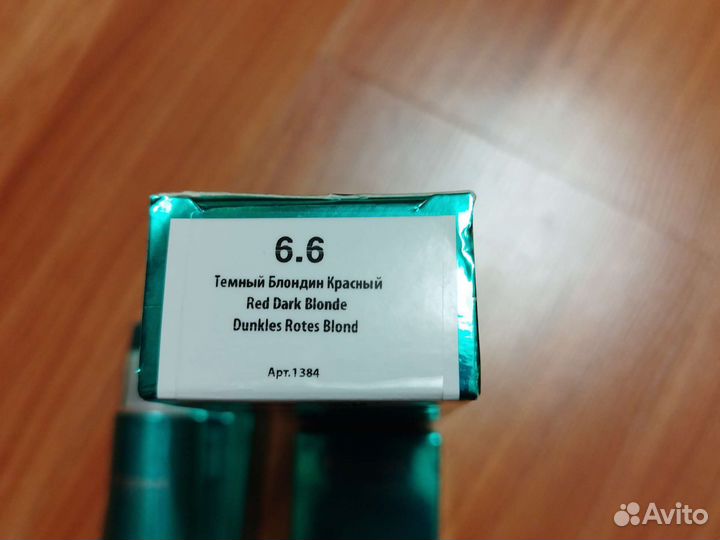 6.6
Темный Блондин Красный
Red Dark Blonde
Dunkles Rotes Blond
Арт.1384
Avito